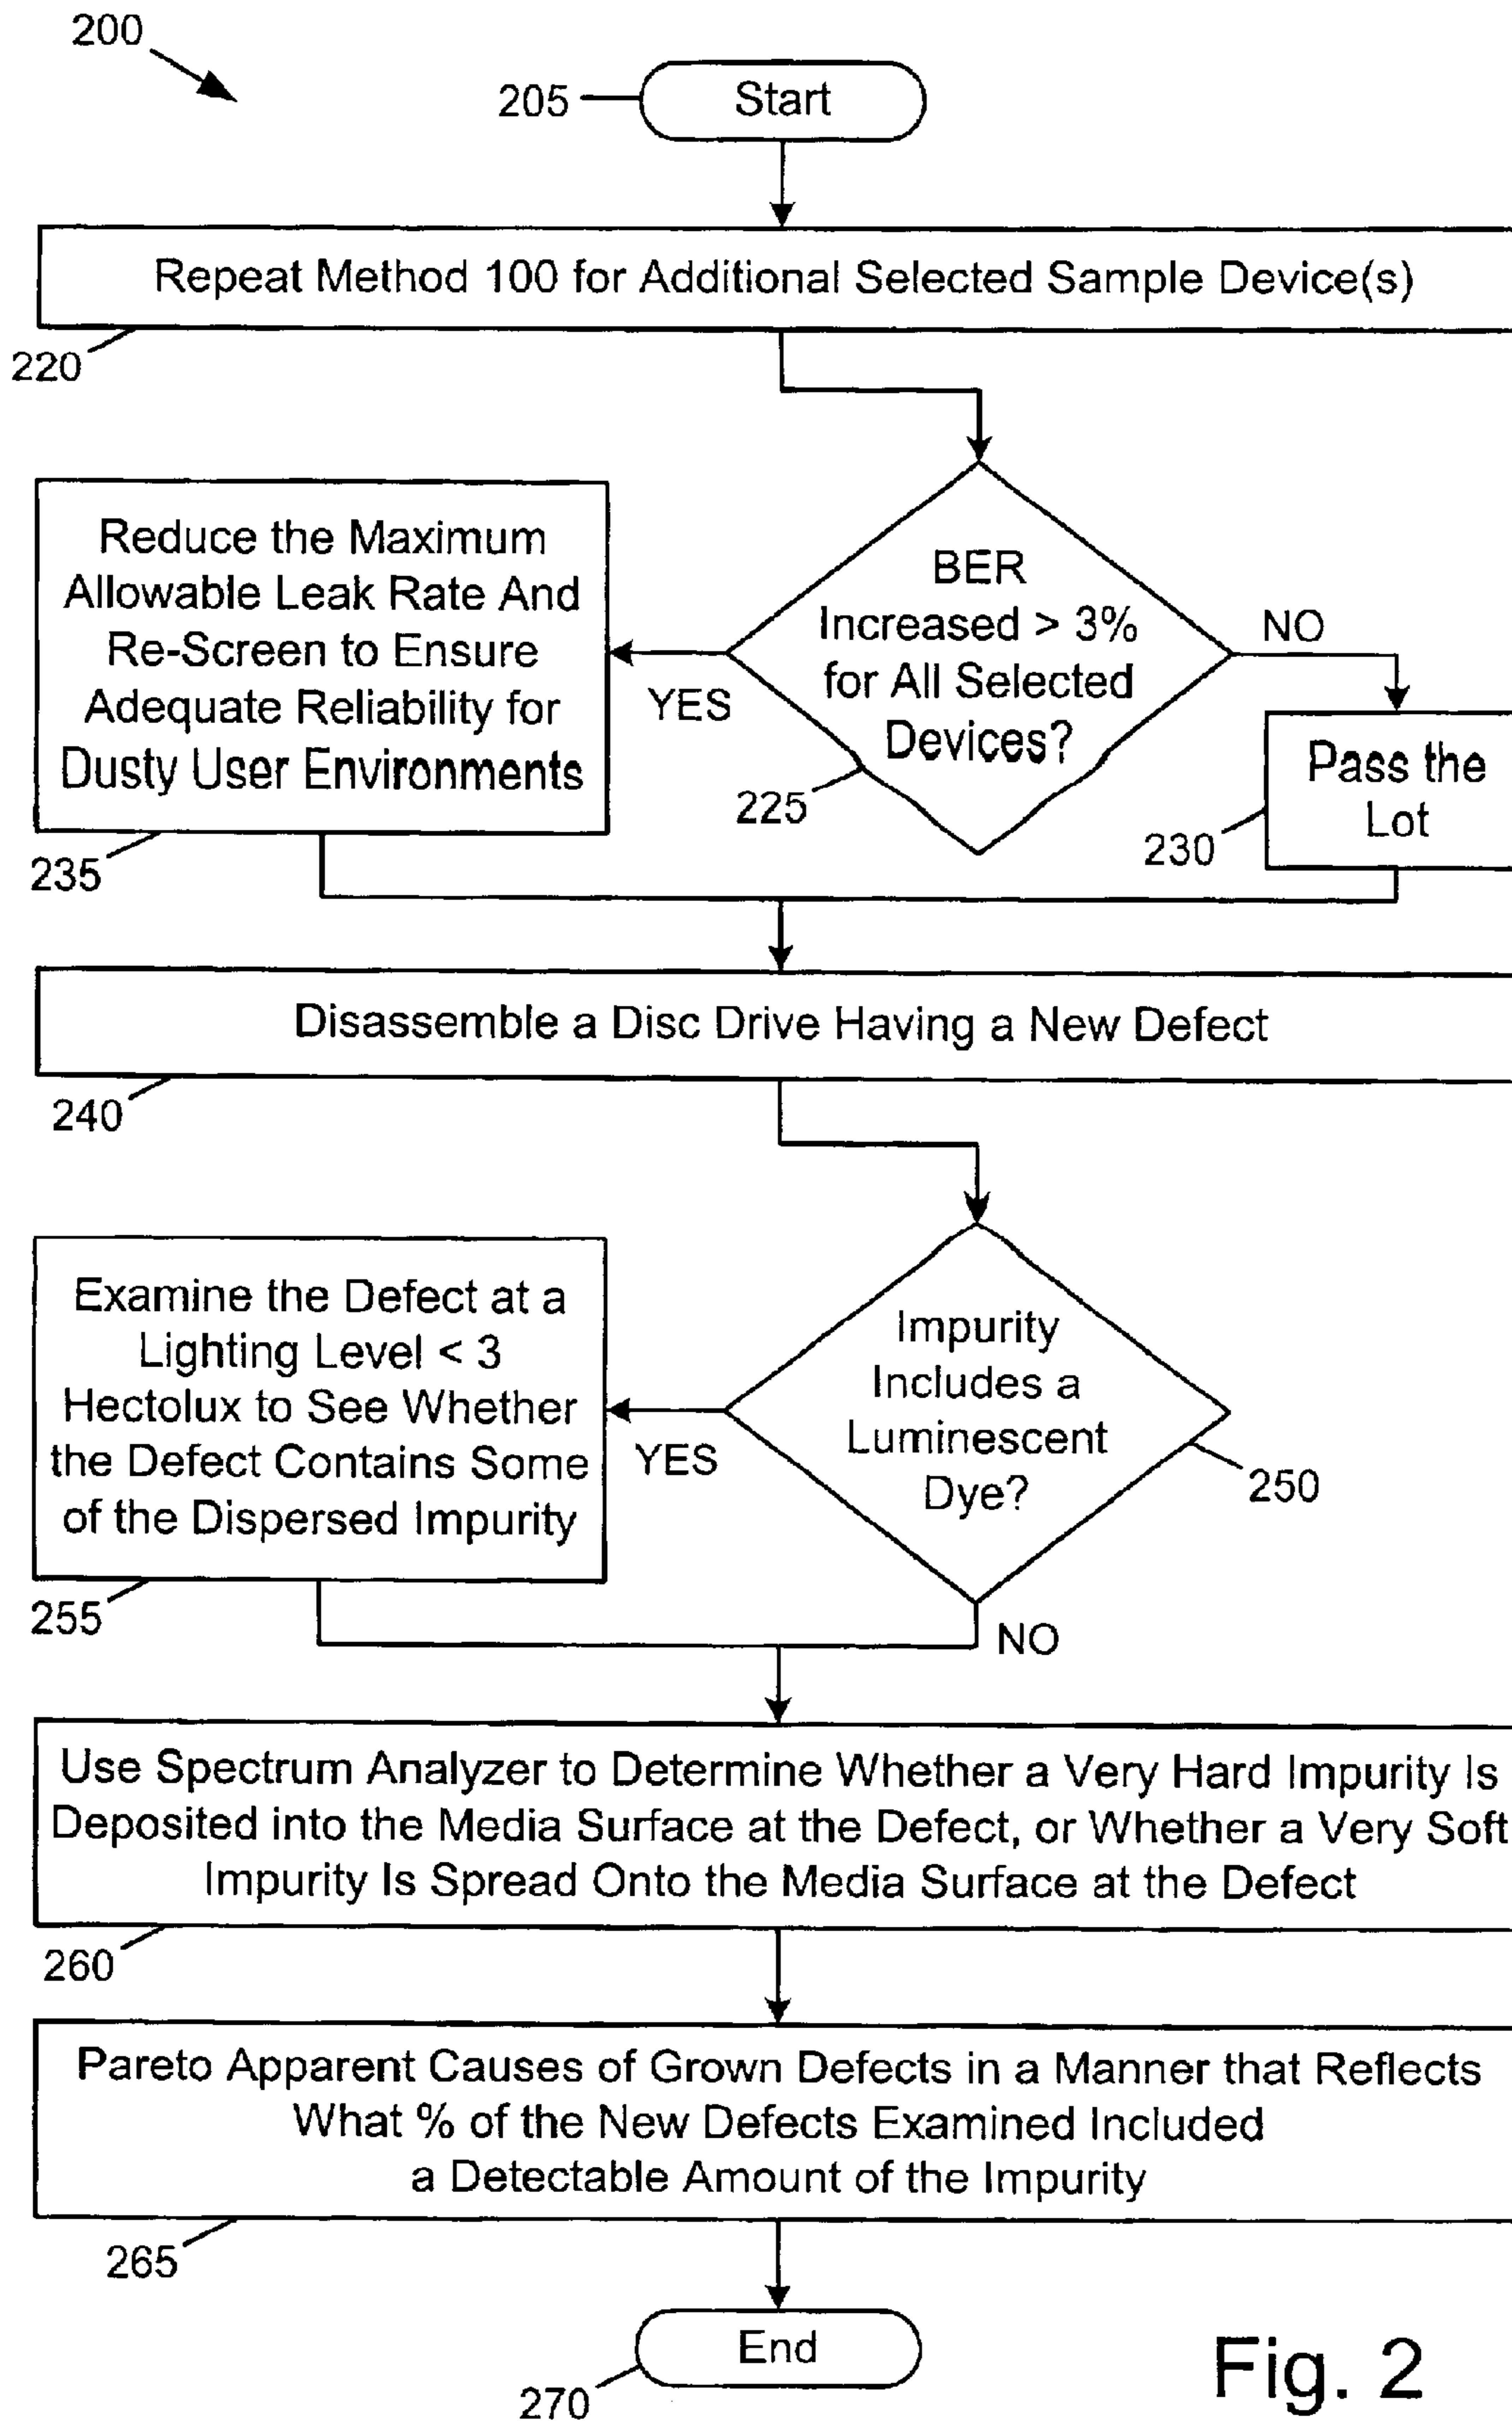 200
205
Start
Repeat Method 100 for Additional Selected Sample Device(s)
220
Reduce the Maximum
Allowable Leak Rate And
Re-Screen to Ensure
Adequate Reliability for
Dusty User Environments
235
YES
BER
Increased > 3%
for All Selected
Devices?
225
NO
Pass the
Lot
230
Disassemble a Disc Drive Having a New Defect
240
Examine the Defect at a
Lighting Level < 3
Hectolux to See Whether
the Defect Contains Some
of the Dispersed Impurity
255
YES
Impurity
Includes a
Luminescent
Dye?
250
NO
Use Spectrum Analyzer to Determine Whether a Very Hard Impurity Is
Deposited into the Media Surface at the Defect, or Whether a Very Soft
Impurity Is Spread Onto the Media Surface at the Defect
260
Pareto Apparent Causes of Grown Defects in a Manner that Reflects
What % of the New Defects Examined Included
a Detectable Amount of the Impurity
265
End
270
Fig. 2